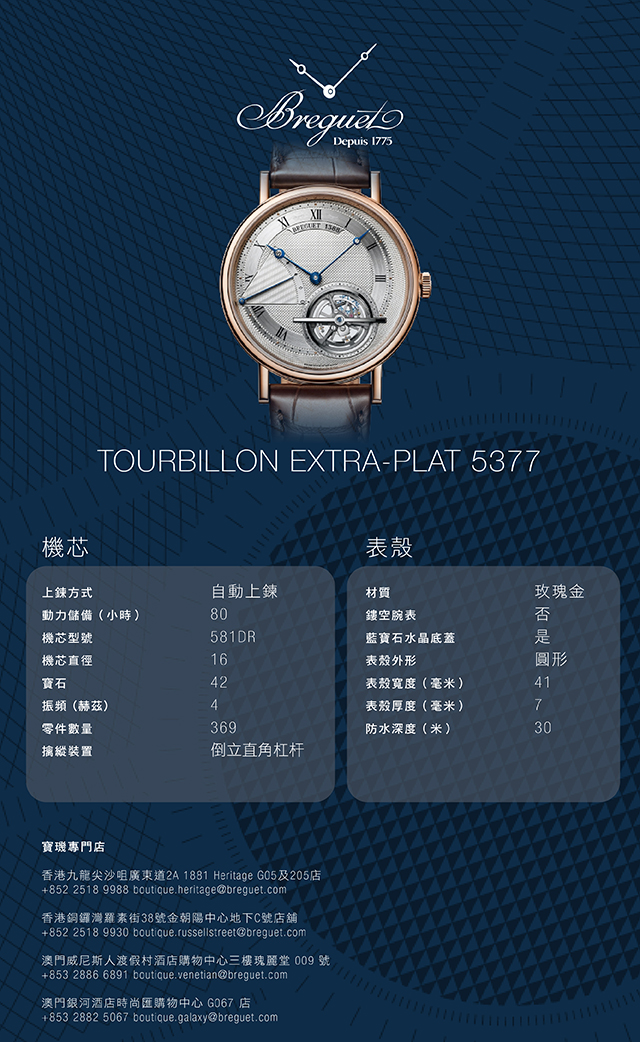 Breguet
Depuis 1775
XI XII I
BREGUET 1588
III
VII
TOURBILLON EXTRA-PLAT 5377
機芯
上鍊方式 自動上鍊
動力儲備（小時） 80
機芯型號 581DR
機芯直徑 16
寶石 42
振頻 (赫茲) 4
零件數量 369
擒縱裝置 倒立直角杠杆
表殼
材質 玫瑰金
鏤空腕表 否
藍寶石水晶底蓋 是
表殼外形 圓形
表殼寬度（毫米） 41
表殼厚度（毫米） 7
防水深度（米） 30
寶璣專門店
香港九龍尖沙咀廣東道2A 1881 Heritage G05及205店
+852 2518 9988 boutique.heritage@breguet.com
香港銅鑼灣羅素街38號金朝陽中心地下C號店舖
+852 2518 9930 boutique.russellstreet@breguet.com
澳門威尼斯人渡假村酒店購物中心三樓瑰麗堂 009 號
+853 2886 6891 boutique.venetian@breguet.com
澳門銀河酒店時尚匯購物中心 G067 店
+853 2882 5067 boutique.galaxy@breguet.com